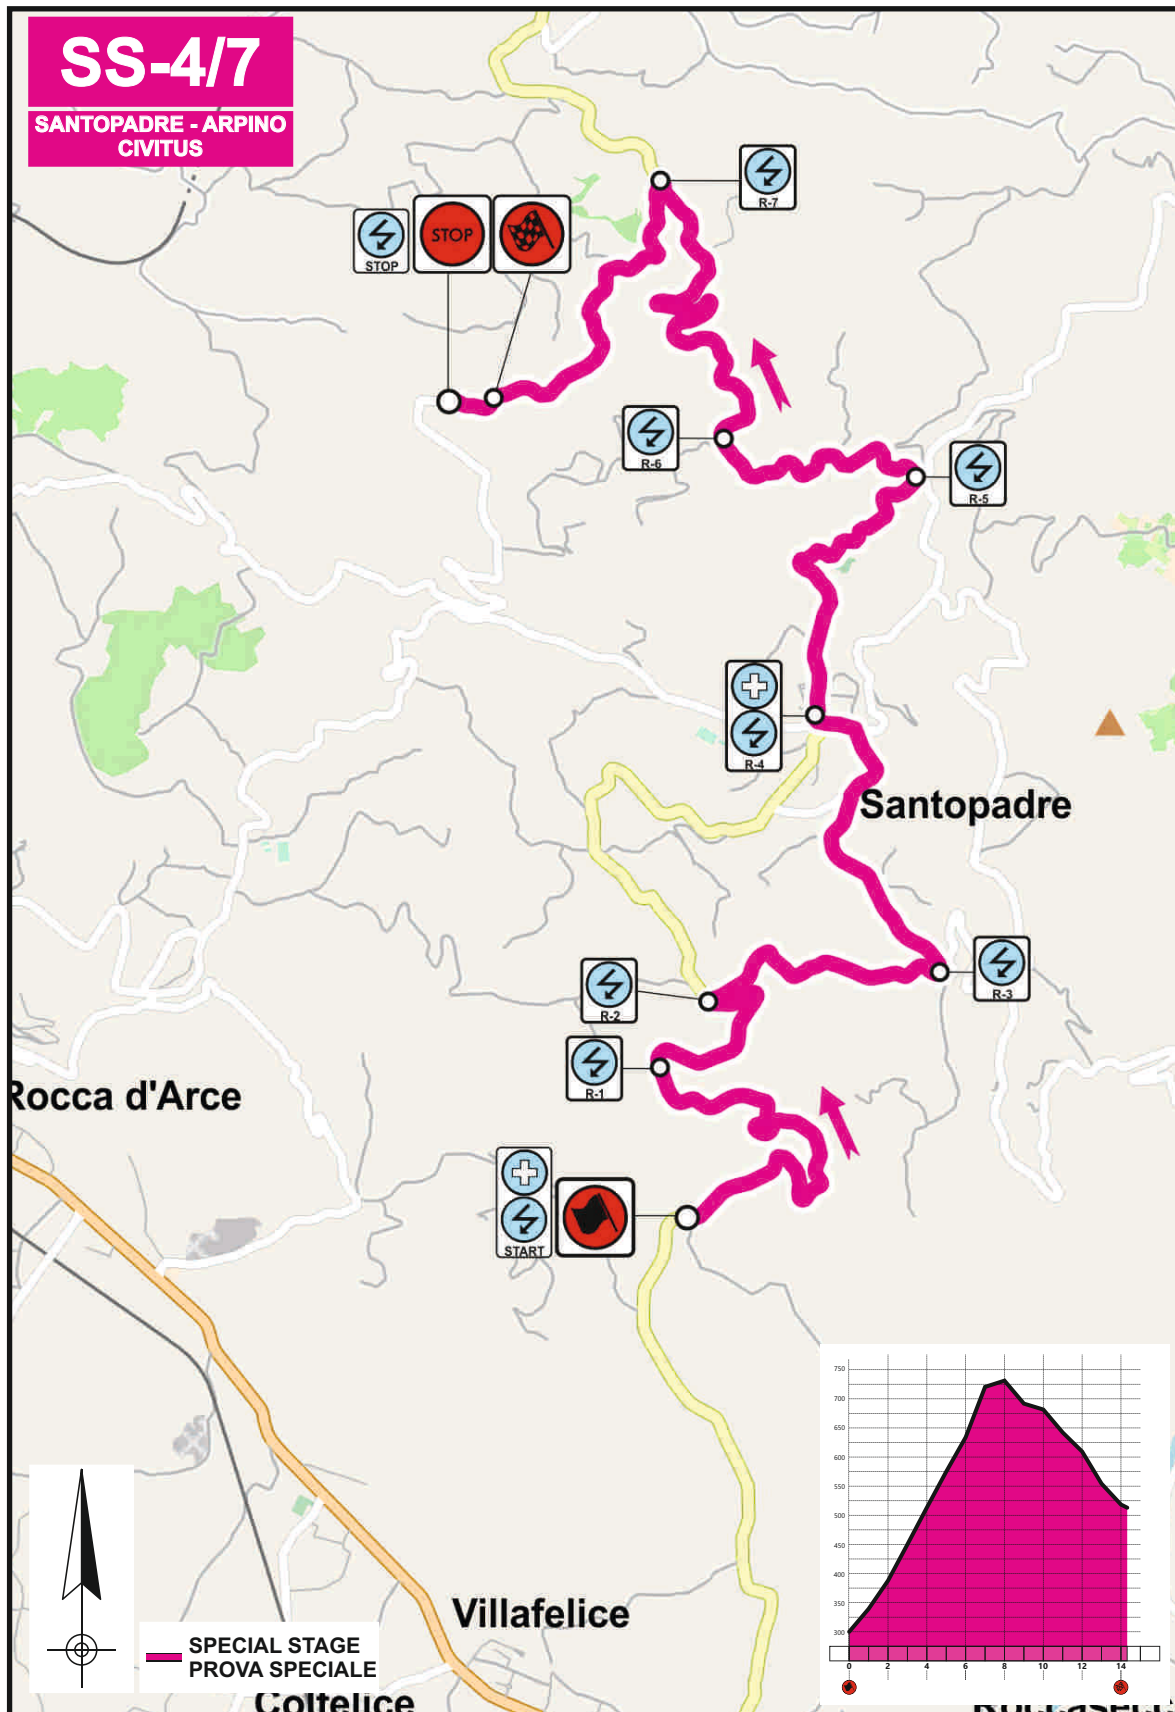 SS-4/7
SANTOPADRE - ARPINO
CIVITUS
R-7
STOP
STOP
R-6
R-5
R-4
Santopadre
R-3
R-2
R-1
Rocca d'Arce
START
750
700
650
600
550
500
450
400
350
300
0 2 4 6 8 10 12 14
Villafelice
SPECIAL STAGE
PROVA SPECIALE
Colfelice